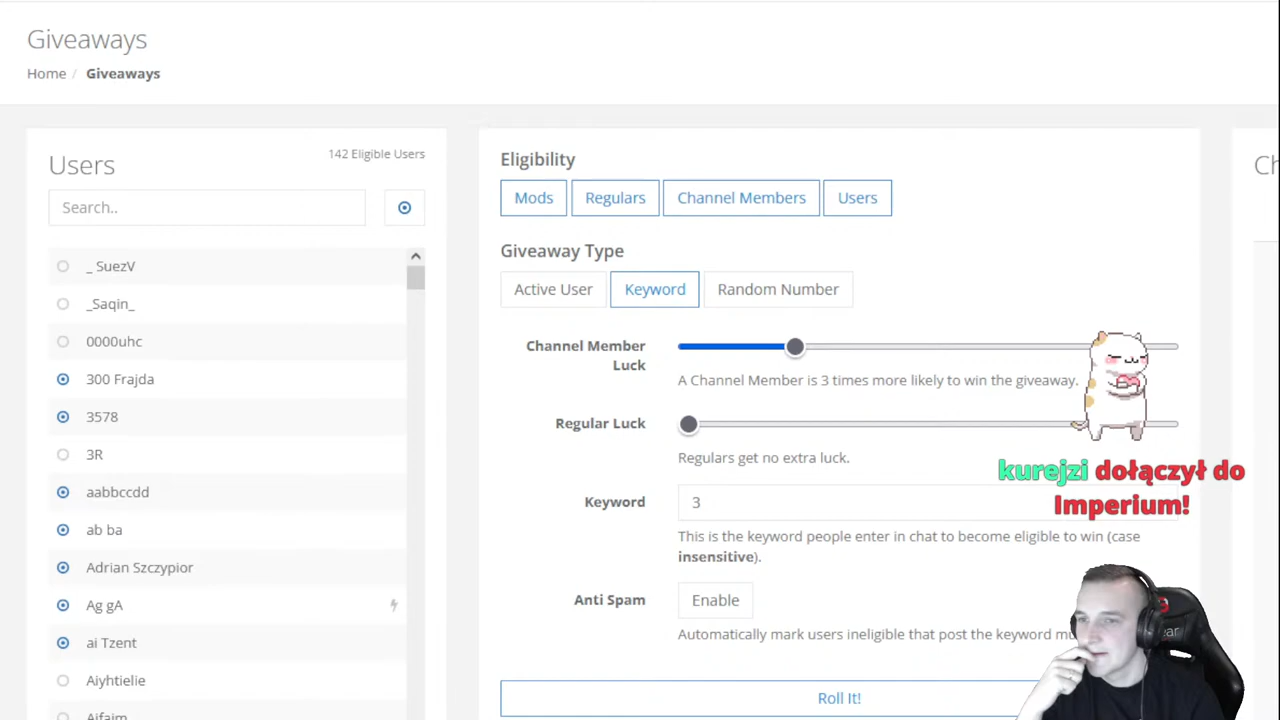 Giveaways
Home / Giveaways
Users
142 Eligible Users
Search..
_ SuezV
_Saqin_
0000uhc
300 Frajda
3578
3R
aabbccdd
ab ba
Adrian Szczypior
Ag gA
ai Tzent
Aiyhtielie
Aifaim
Eligibility
Mods Regulars Channel Members Users
Giveaway Type
Active User Keyword Random Number
Channel Member
Luck
A Channel Member is 3 times more likely to win the giveaway.
Regular Luck
Regulars get no extra luck.
Keyword
3
This is the keyword people enter in chat to become eligible to win (case
insensitive).
Anti Spam
Enable
Automatically mark users ineligible that post the keyword
Roll It!
kurejzi dołączył do
Imperium!